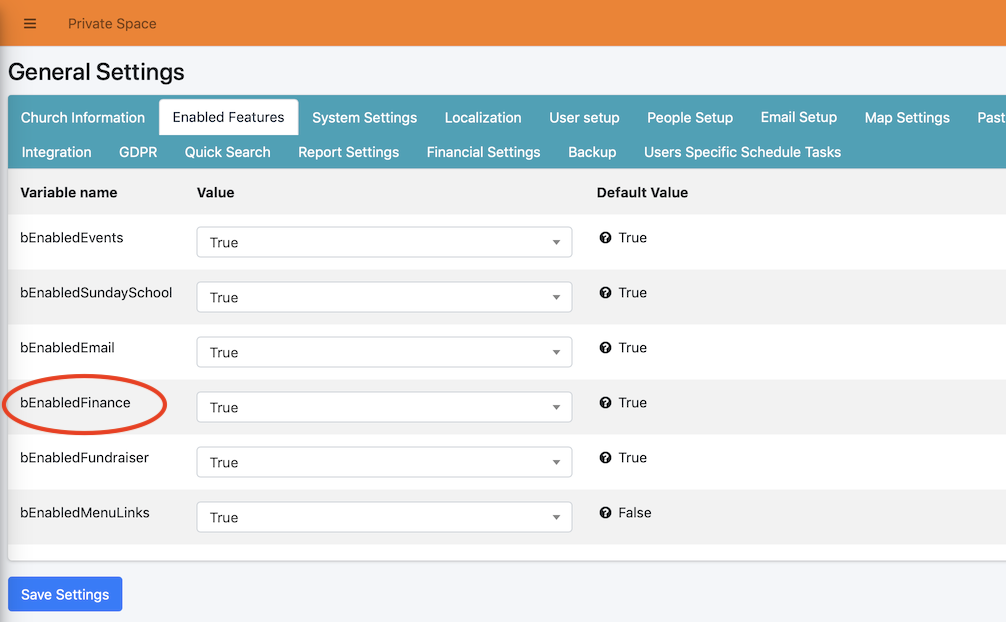 Private Space
General Settings
Church Information Enabled Features System Settings Localization User setup People Setup Email Setup Map Settings Past
Integration GDPR Quick Search Report Settings Financial Settings Backup Users Specific Schedule Tasks
Variable name Value Default Value
bEnabledEvents True True
bEnabledSundaySchool True True
bEnabledEmail True True
bEnabledFinance True True
bEnabledFundraiser True True
bEnabledMenuLinks True False
Save Settings